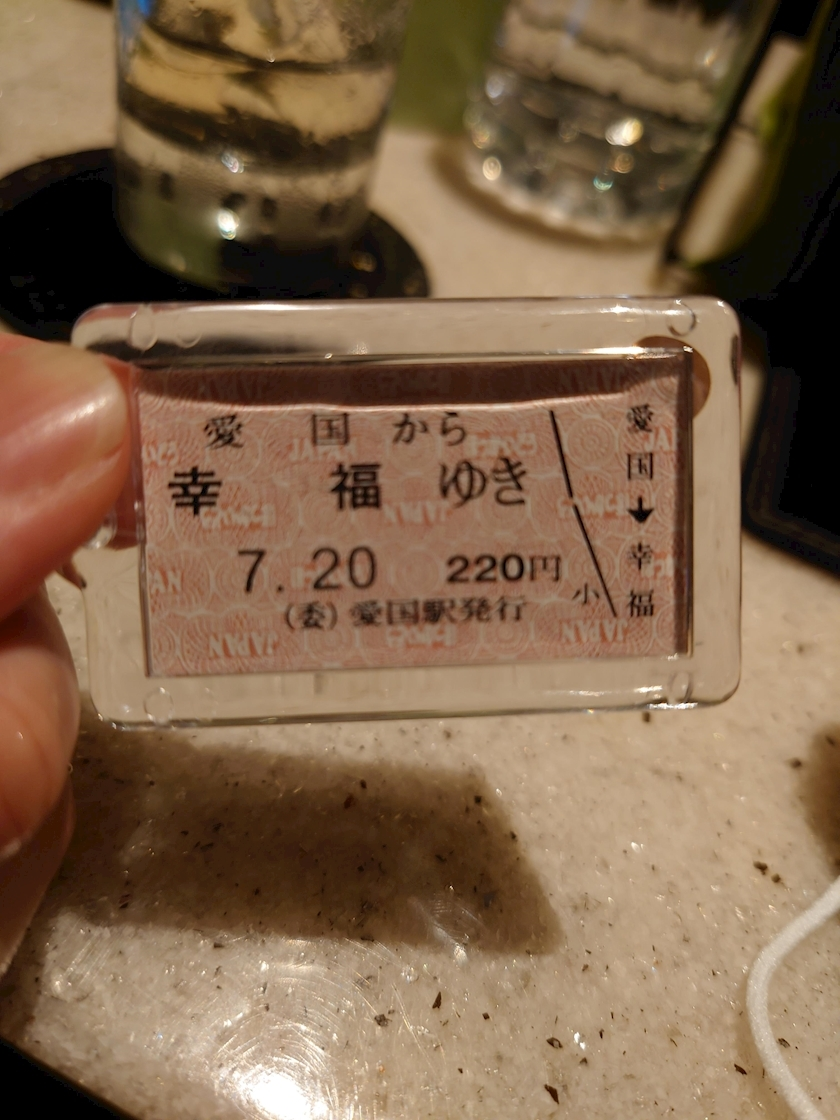 愛国から
幸福ゆき
7.20 220円
(委)愛国駅発行
小
愛国➔幸福
JAPAN